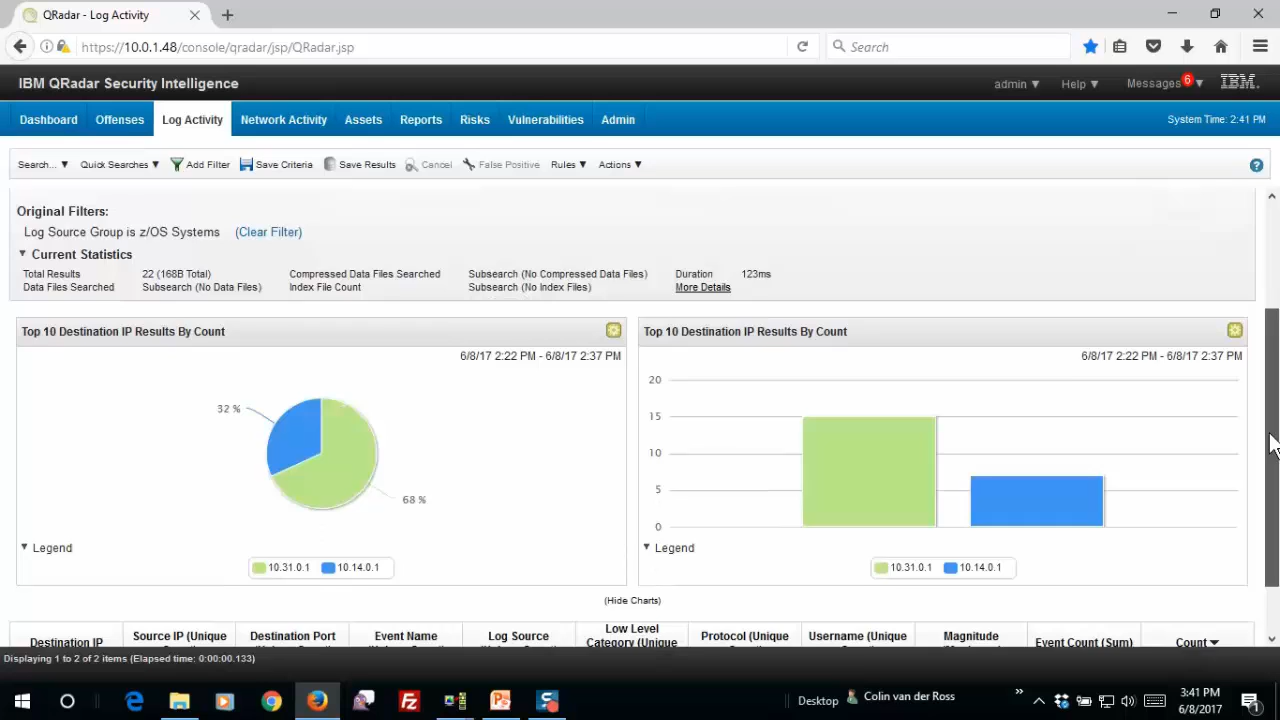 QRadar - Log Activity
https://10.0.1.48/console/qradar/jsp/QRadar.jsp
Search
IBM QRadar Security Intelligence
admin ▼ Help ▼ Messages 6 ▼ IBM.
Dashboard Offenses Log Activity Network Activity Assets Reports Risks Vulnerabilities Admin System Time: 2:41 PM
Search... ▼ Quick Searches ▼ Add Filter Save Criteria Save Results Cancel False Positive Rules ▼ Actions ▼
Original Filters:
Log Source Group is z/OS Systems (Clear Filter)
▼ Current Statistics
Total Results 22 (168B Total) Compressed Data Files Searched Subsearch (No Compressed Data Files) Duration 123ms
Data Files Searched Subsearch (No Data Files) Index File Count Subsearch (No Index Files) More Details
Top 10 Destination IP Results By Count
6/8/17 2:22 PM - 6/8/17 2:37 PM
32 %
68 %
▼ Legend
10.31.0.1 10.14.0.1
Top 10 Destination IP Results By Count
6/8/17 2:22 PM - 6/8/17 2:37 PM
20
15
10
5
0
▼ Legend
10.31.0.1 10.14.0.1
(Hide Charts)
Destination IP
Source IP (Unique
Destination Port
Event Name
Log Source
Low Level
Category (Unique
Protocol (Unique
Username (Unique
Magnitude
Event Count (Sum)
Count ▼
Displaying 1 to 2 of 2 items (Elapsed time: 0:00:00.133)
Desktop Colin van der Ross
3:41 PM
6/8/2017
1